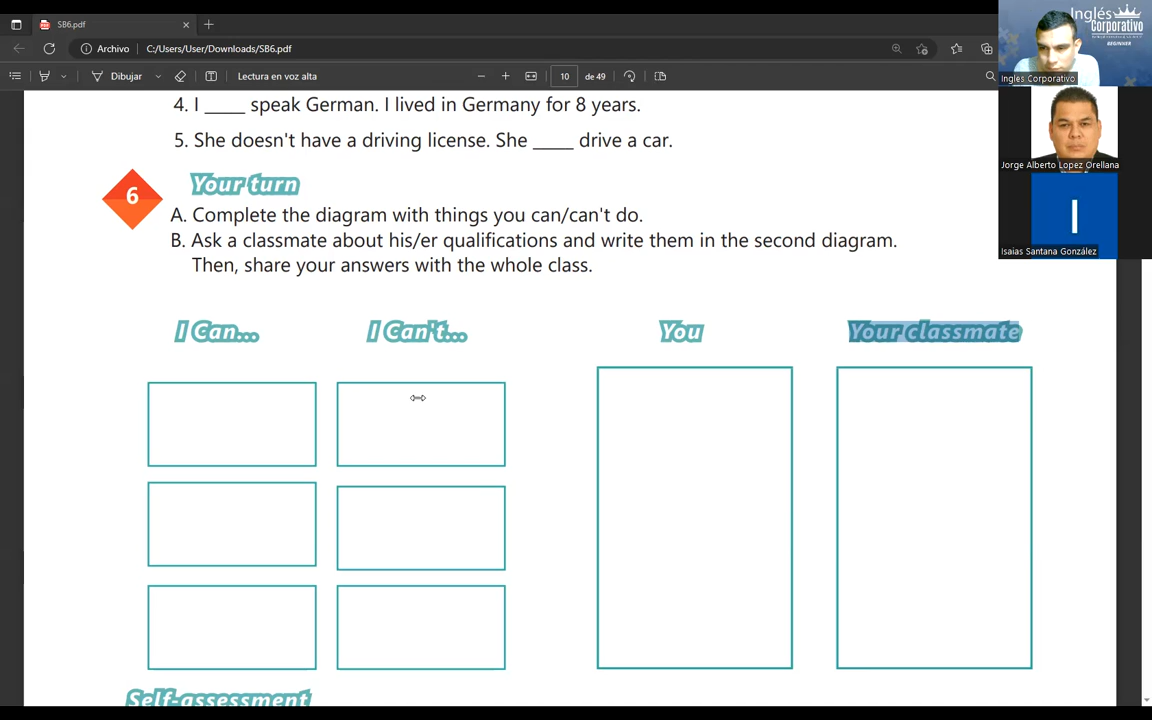 SB6.pdf
Archivo
C:/Users/User/Downloads/SB6.pdf
Dibujar
Lectura en voz alta
10
de 49
4. I ____ speak German. I lived in Germany for 8 years.
5. She doesn't have a driving license. She ____ drive a car.
6
Your turn
A. Complete the diagram with things you can/can't do.
B. Ask a classmate about his/er qualifications and write them in the second diagram.
Then, share your answers with the whole class.
I Can...
I Can't...
You
Your classmate
Self-assessment
Inglés
Corporativo
BEGINNER
Ingles Corporativo
Jorge Alberto Lopez Orellana
I
Isaias Santana González